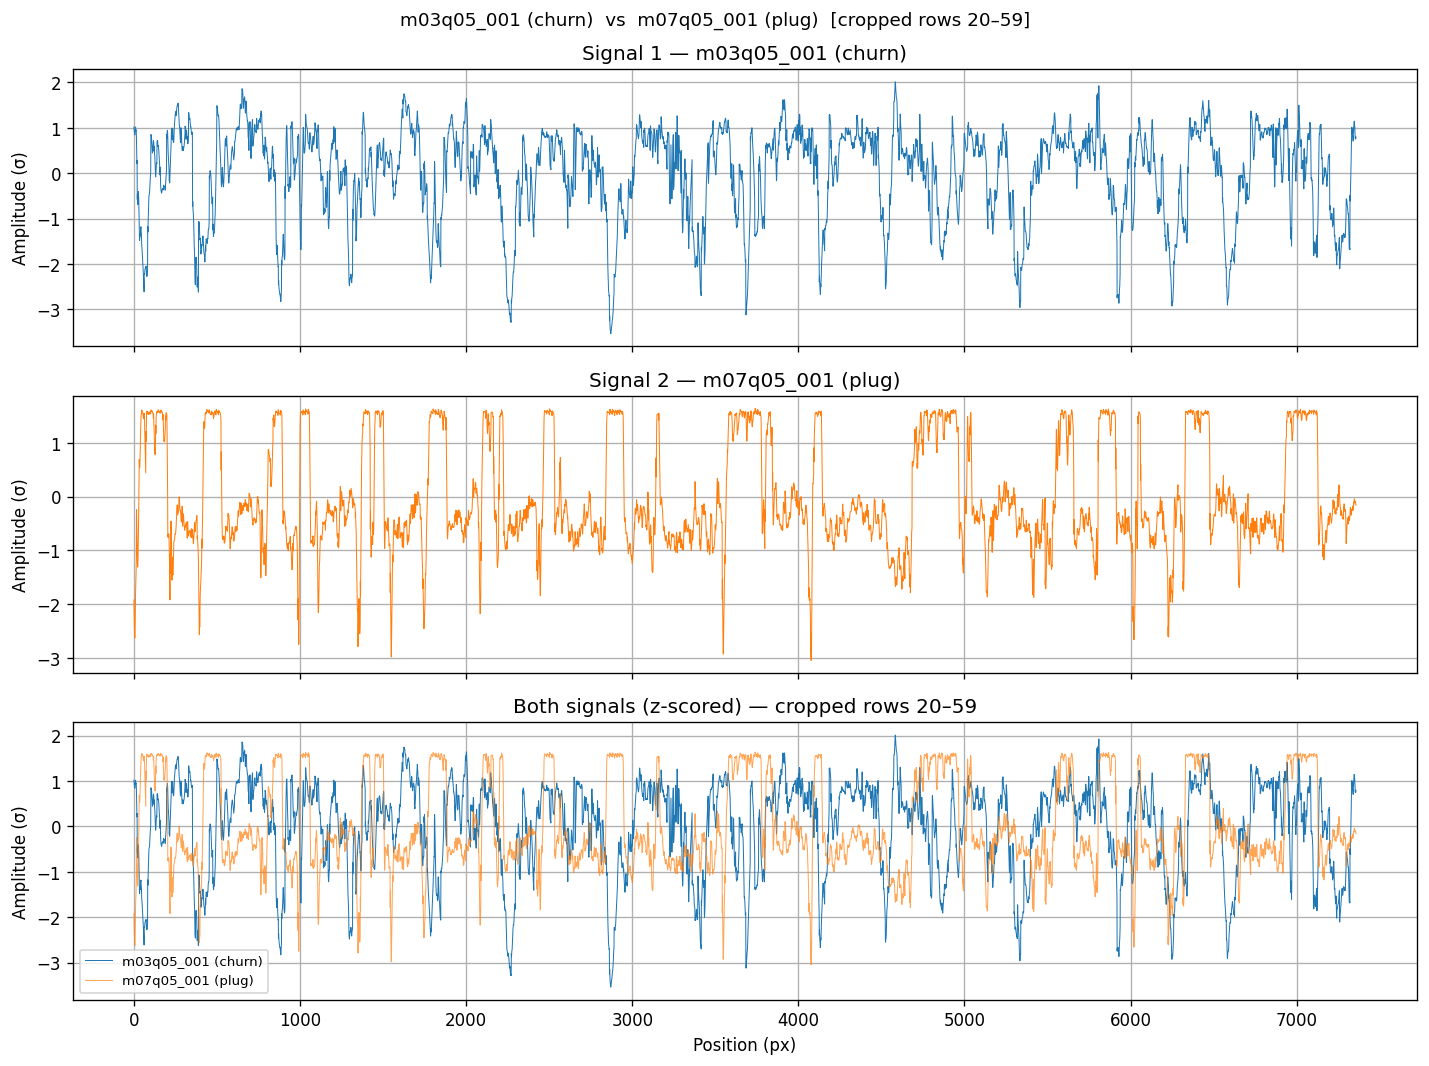 m03q05_001 (churn)  vs  m07q05_001 (plug)  [cropped rows 20–59]
Signal 1 — m03q05_001 (churn)
Amplitude (σ)
2
1
0
−1
−2
−3
Signal 2 — m07q05_001 (plug)
Amplitude (σ)
1
0
−1
−2
−3
Both signals (z-scored) — cropped rows 20–59
Amplitude (σ)
2
1
0
−1
−2
−3
m03q05_001 (churn)
m07q05_001 (plug)
0 1000 2000 3000 4000 5000 6000 7000
Position (px)